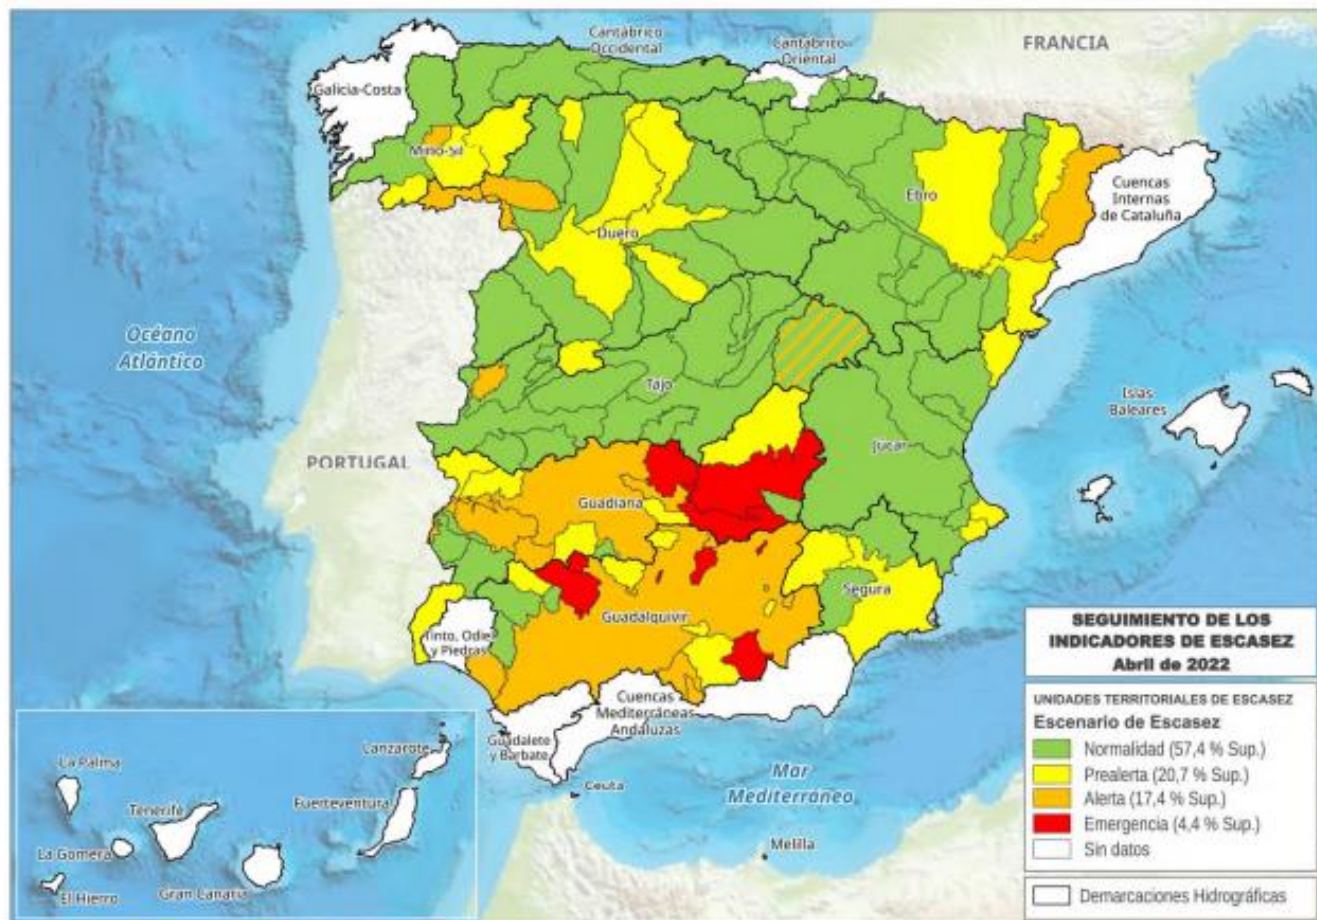 Cantábrico
Occidental
Cantábrico
Oriental
FRANCIA
Galicia-Costa
Miño-Sil
Ebro
Cuencas
Internas
de Cataluña
Duero
Océano
Atlántico
Tajo
Islas
Baleares
Júcar
PORTUGAL
Guadiana
Segura
Guadalquivir
Tinto, Odiel
y Piedras
Cuencas
Mediterráneas
Andaluzas
Guadalete
y Barbate
Ceuta
Mar
Mediterráneo
Melilla
Lanzarote
La Palma
Fuerteventura
Tenerife
La Gomera
El Hierro
Gran Canaria
SEGUIMIENTO DE LOS
INDICADORES DE ESCASEZ
Abril de 2022
UNIDADES TERRITORIALES DE ESCASEZ
Escenario de Escasez
Normalidad (57,4 % Sup.)
Prealerta (20,7 % Sup.)
Alerta (17,4 % Sup.)
Emergencia (4,4 % Sup.)
Sin datos
Demarcaciones Hidrográficas